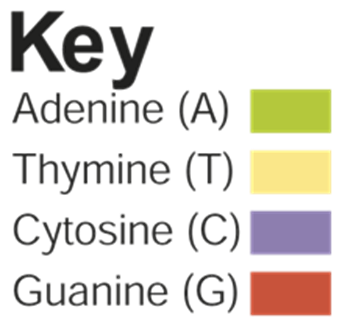 Key
Adenine (A)
Thymine (T)
Cytosine (C)
Guanine (G)